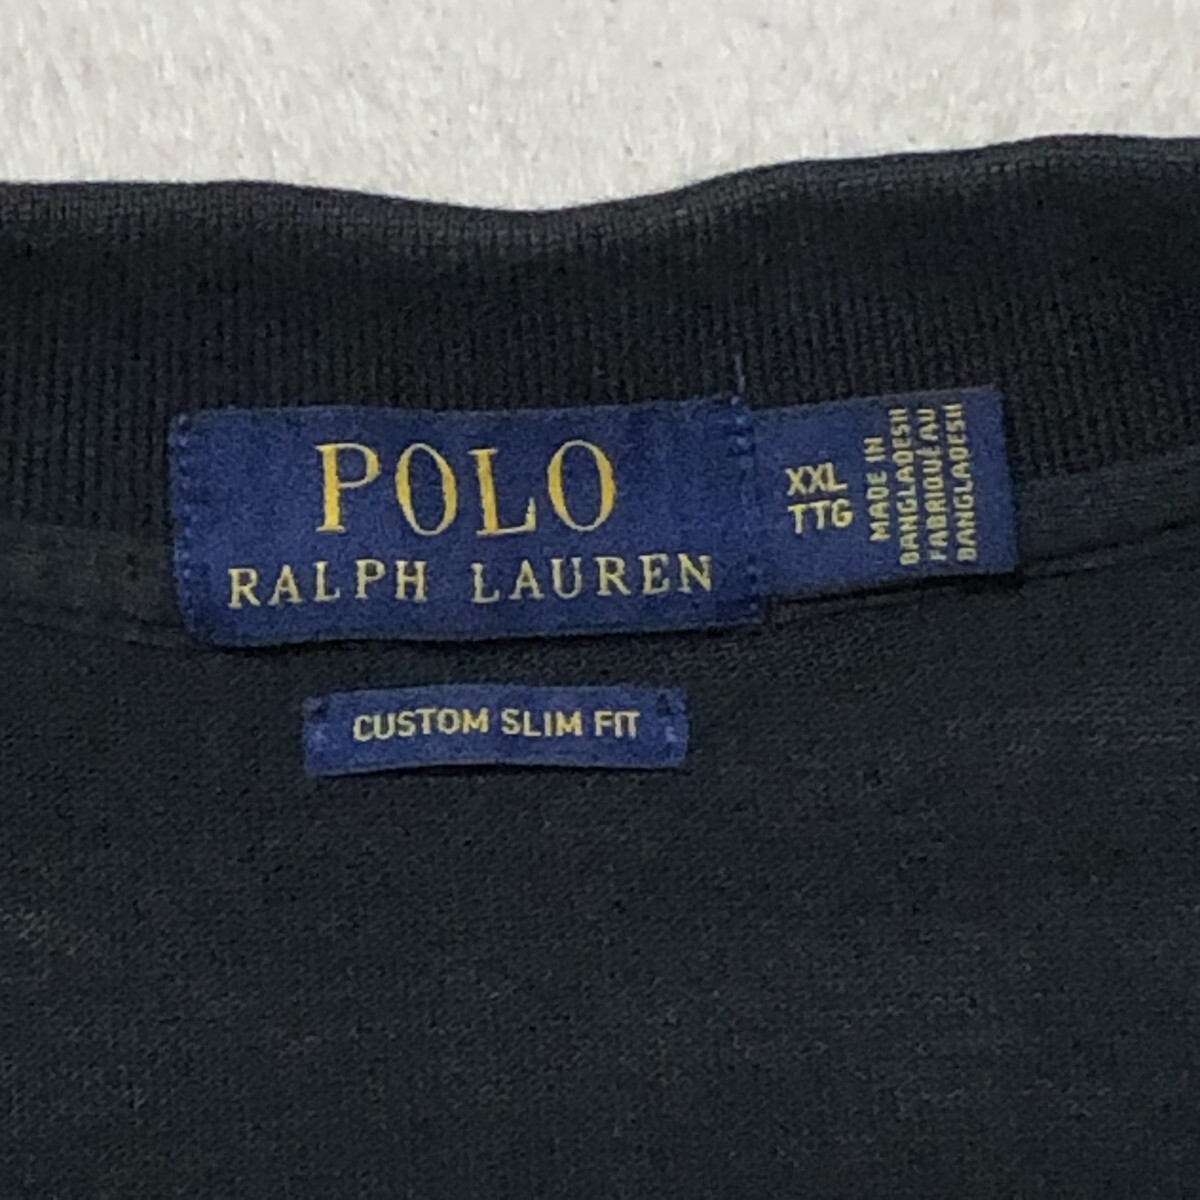 POLO
RALPH LAUREN
XXL
TTG
MADE IN
BANGLADESH
FABRIQUÉ AU
BANGLADESH
CUSTOM SLIM FIT